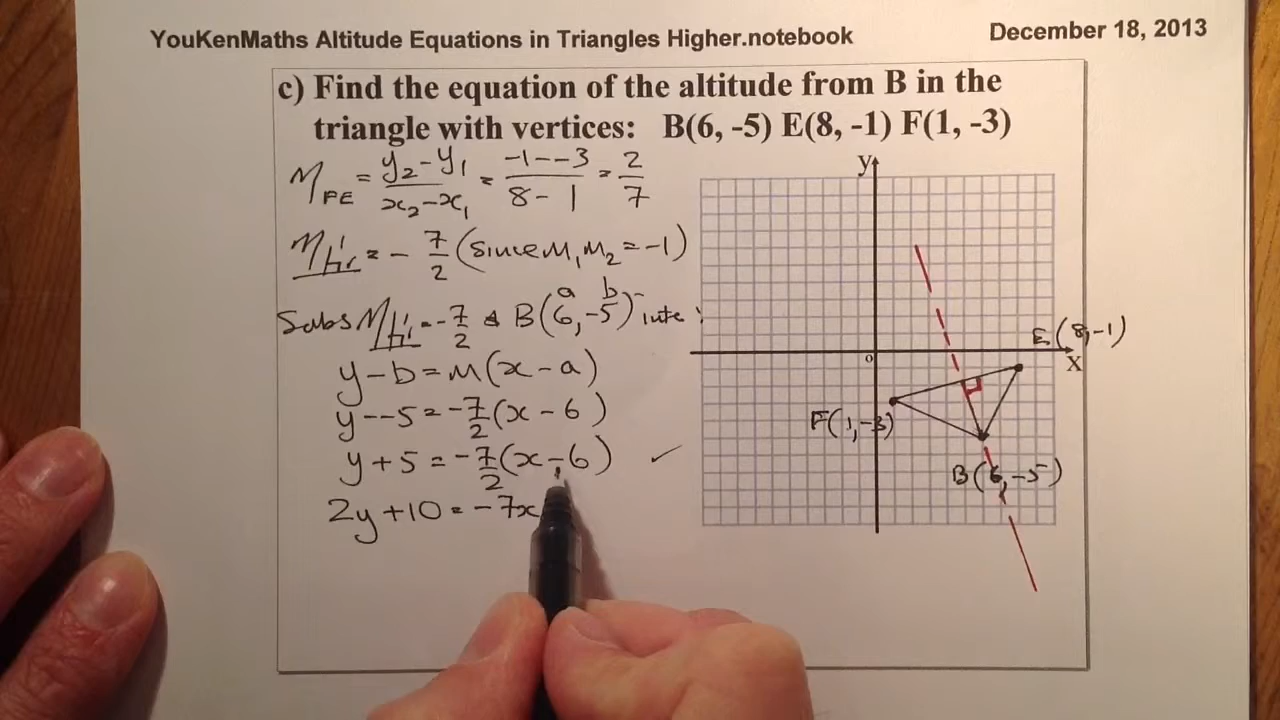 YouKenMaths Altitude Equations in Triangles Higher.notebook
December 18, 2013
c) Find the equation of the altitude from B in the
triangle with vertices: B(6, -5) E(8, -1) F(1, -3)
M_FE = y₂-y₁/x₂-x₁ = -1--3/8-1 = 2/7
= -7/2 (since M₁M₂ = -1)
Subs = -7/2 & B(6,-5) into :
a b
y-b = M(x-a)
y--5 = -7/2(x-6)
y+5 = -7/2(x-6) ✓
2y+10 = -7x
y
o
x
E(8,-1)
F(1,-3)
B(6,-5)